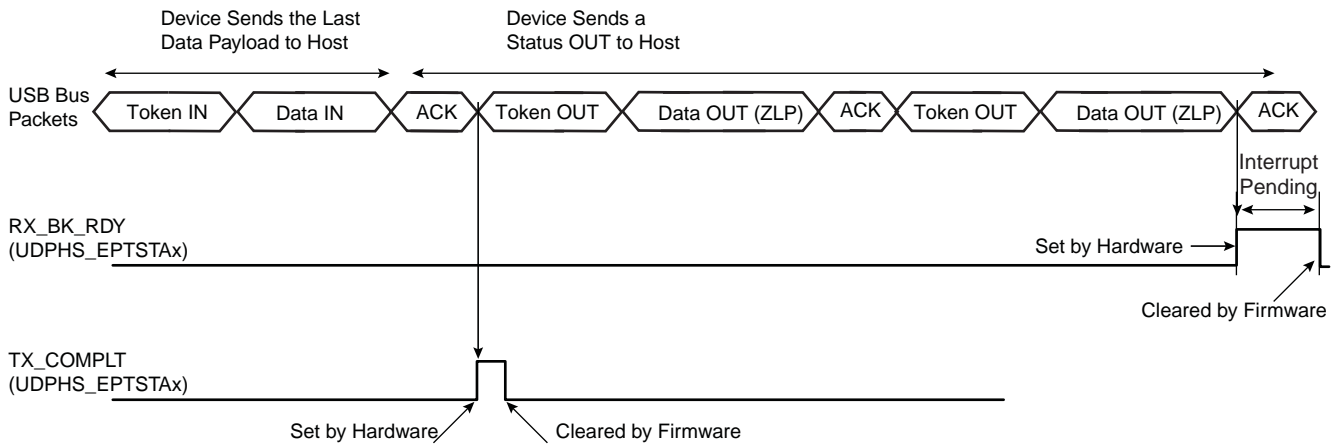 Device Sends the Last
Data Payload to Host
Device Sends a
Status OUT to Host
USB Bus
Packets
Token IN
Data IN
ACK
Token OUT
Data OUT (ZLP)
ACK
Token OUT
Data OUT (ZLP)
ACK
Interrupt
Pending
RX_BK_RDY
(UDPHS_EPTSTAx)
Set by Hardware
Cleared by Firmware
TX_COMPLT
(UDPHS_EPTSTAx)
Set by Hardware
Cleared by Firmware